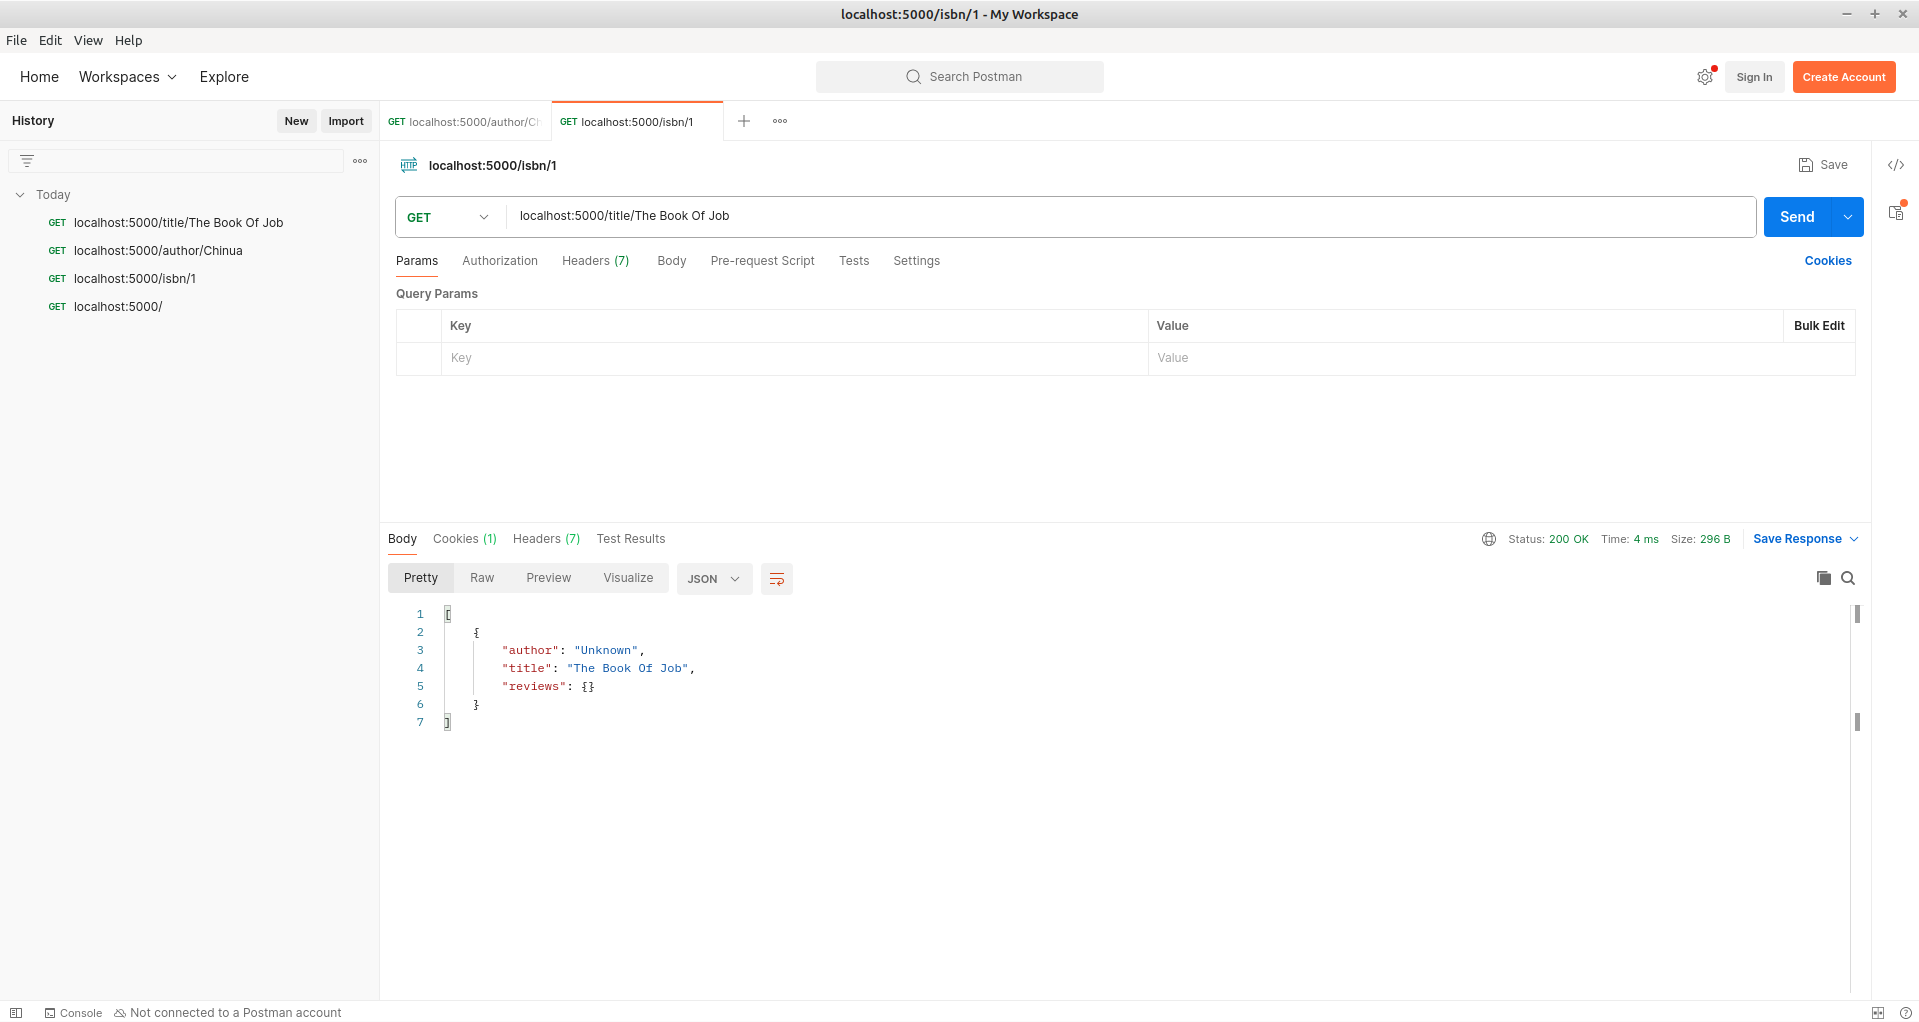 localhost:5000/isbn/1 - My Workspace
File Edit View Help
Home Workspaces Explore
Search Postman
Sign In Create Account
History New Import
GET localhost:5000/author/Ch
GET localhost:5000/isbn/1
Today
GET localhost:5000/title/The Book Of Job
GET localhost:5000/author/Chinua
GET localhost:5000/isbn/1
GET localhost:5000/
HTTP localhost:5000/isbn/1
Save
GET localhost:5000/title/The Book Of Job
Send
Params Authorization Headers (7) Body Pre-request Script Tests Settings
Cookies
Query Params
Key Value Bulk Edit
Key Value
Body Cookies (1) Headers (7) Test Results
Status: 200 OK Time: 4 ms Size: 296 B Save Response
Pretty Raw Preview Visualize JSON
1 [
2 {
3 "author": "Unknown",
4 "title": "The Book Of Job",
5 "reviews": {}
6 }
7 ]
Console Not connected to a Postman account